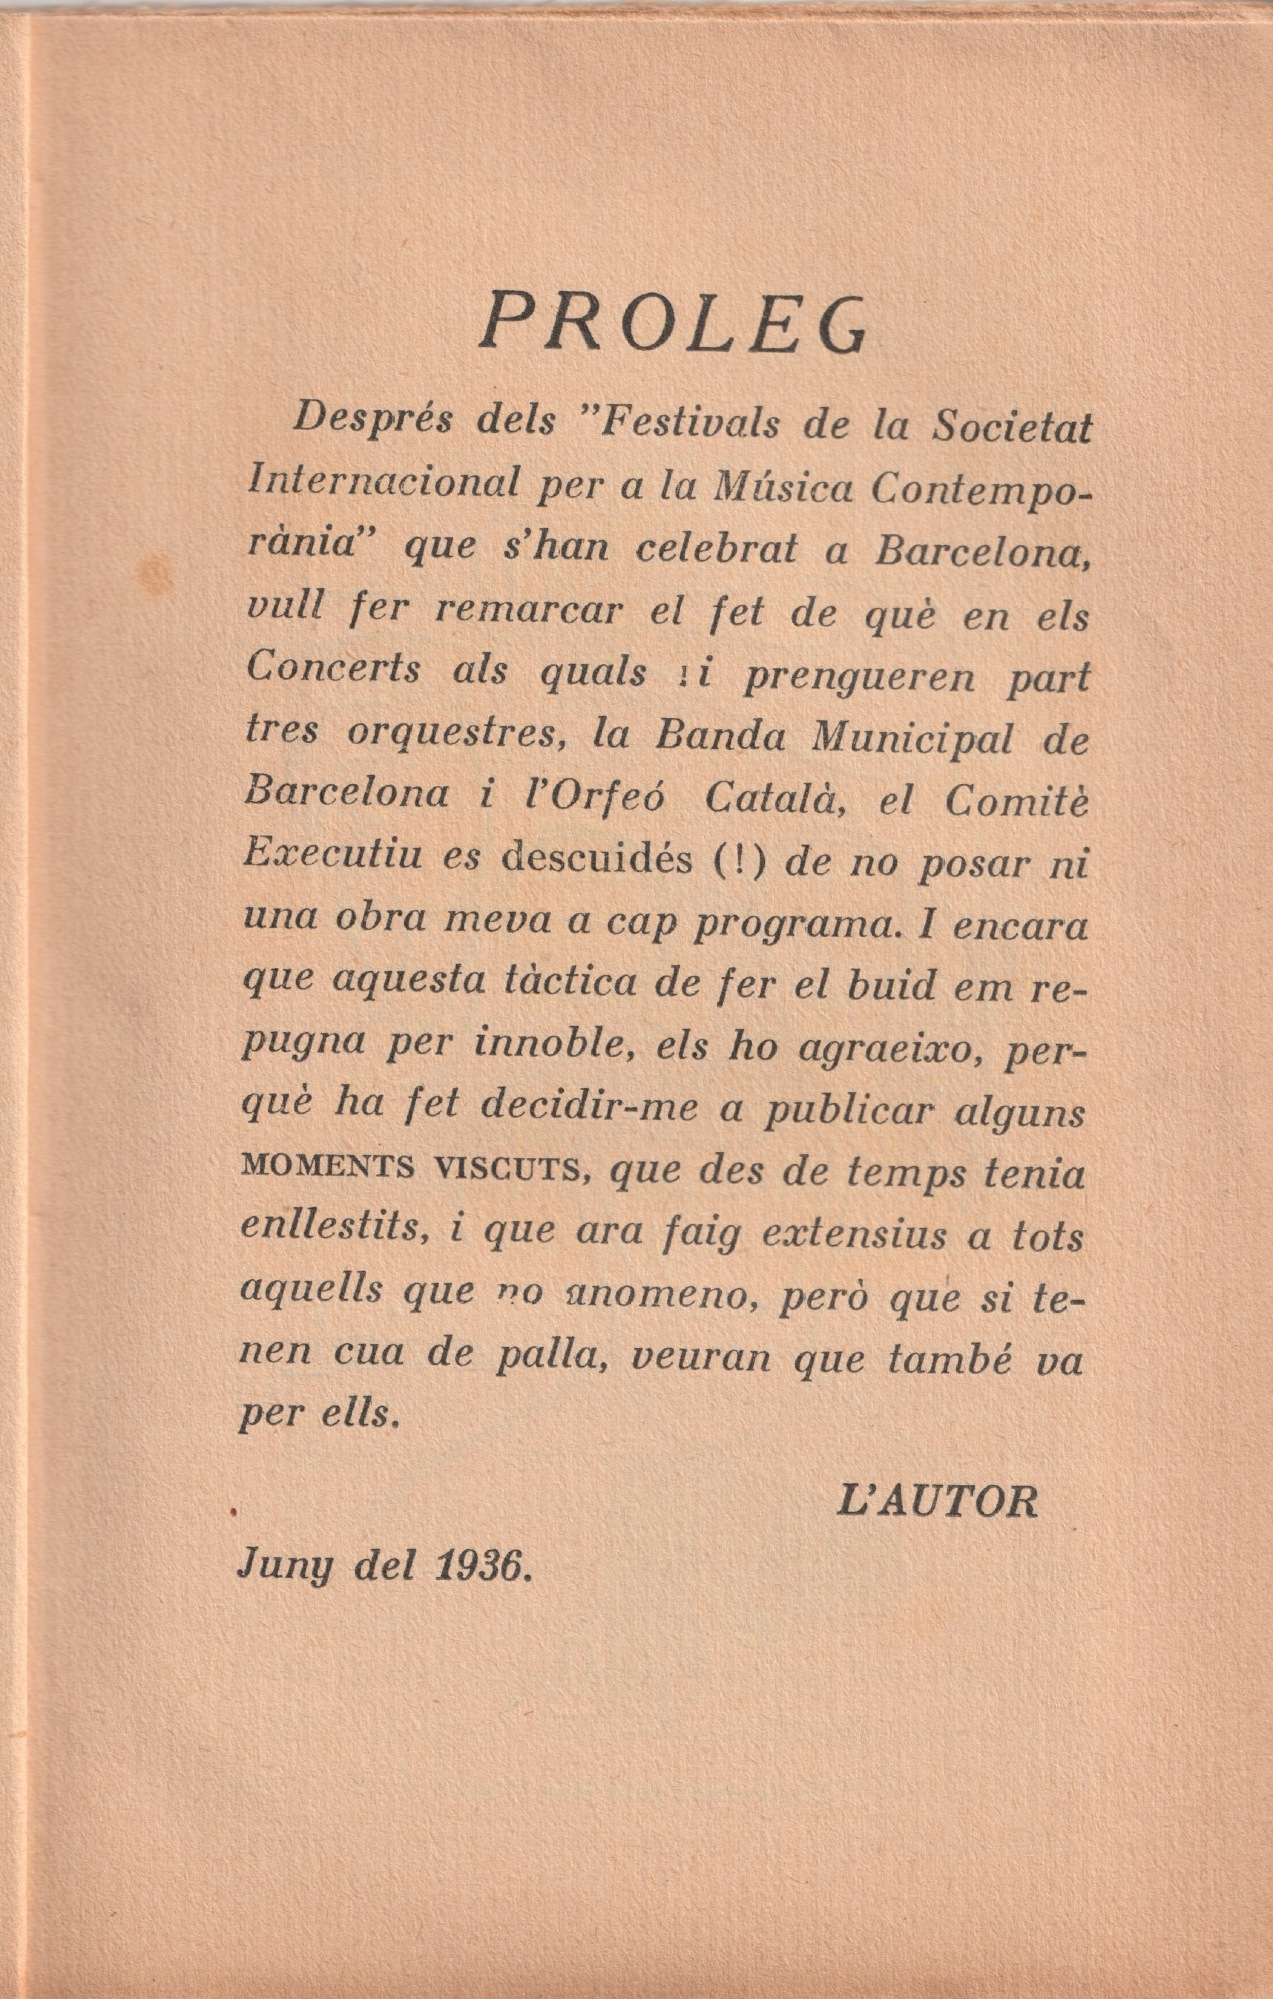 PROLEG
Després dels "Festivals de la Societat
Internacional per a la Música Contempo-
rània" que s'han celebrat a Barcelona,
vull fer remarcar el fet de què en els
Concerts als quals hi prengueren part
tres orquestres, la Banda Municipal de
Barcelona i l'Orfeó Català, el Comitè
Executiu es descuidés (!) de no posar ni
una obra meva a cap programa. I encara
que aquesta tàctica de fer el buid em re-
pugna per innoble, els ho agraeixo, per-
què ha fet decidir-me a publicar alguns
MOMENTS VISCUTS, que des de temps tenia
enllestits, i que ara faig extensius a tots
aquells que no anomeno, però que si te-
nen cua de palla, veuran que també va
per ells.
L'AUTOR
Juny del 1936.